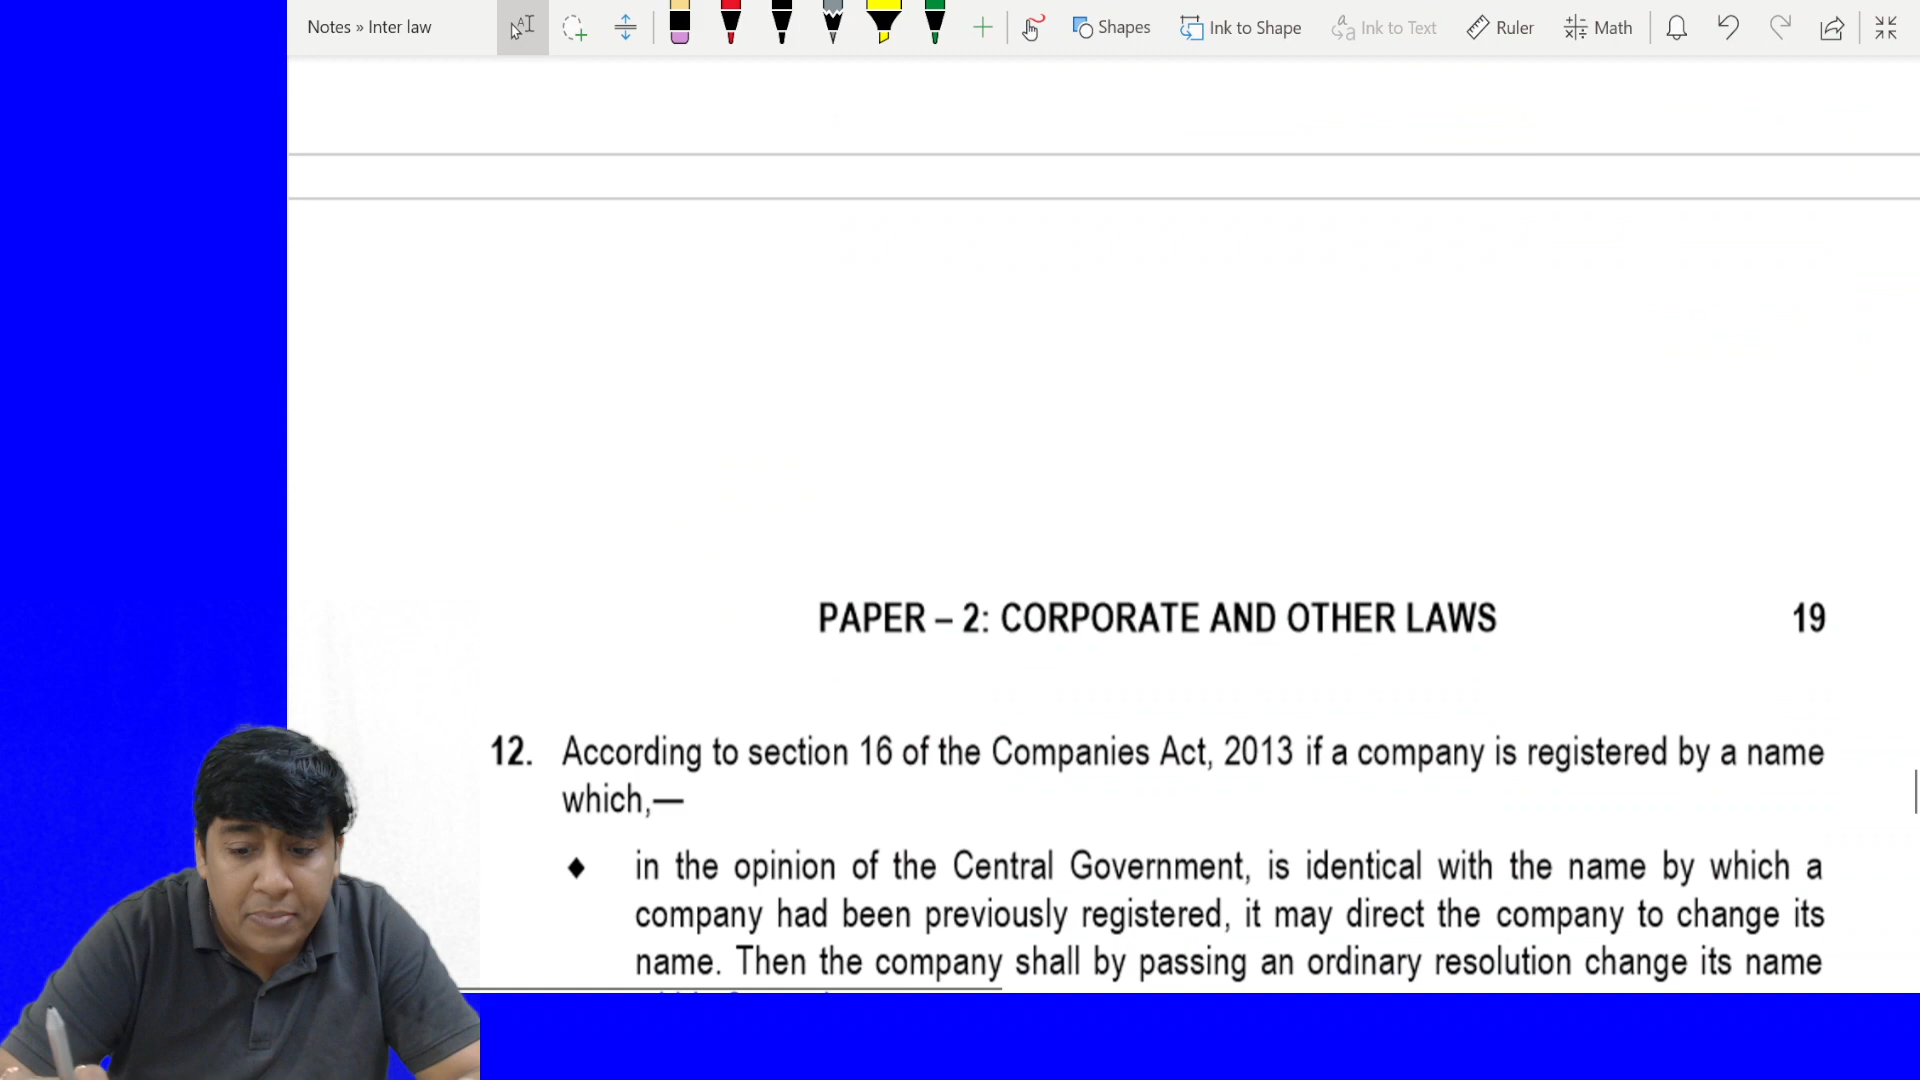 Notes » Inter law
Shapes
Ink to Shape
Ink to Text
Ruler
Math
PAPER – 2: CORPORATE AND OTHER LAWS 19
12. According to section 16 of the Companies Act, 2013 if a company is registered by a name
which,—
♦ in the opinion of the Central Government, is identical with the name by which a
company had been previously registered, it may direct the company to change its
name. Then the company shall by passing an ordinary resolution change its name